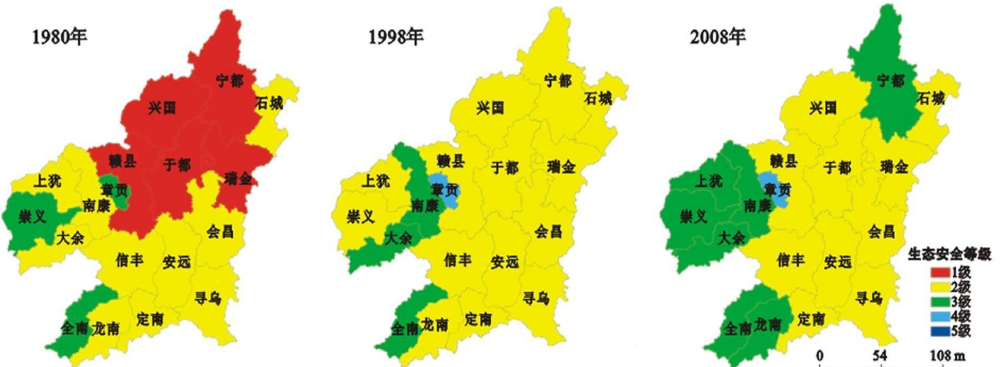 1980年
宁都
石城
兴国
赣县
于都
瑞金
上犹
章贡
崇义
南康
大余
会昌
信丰
安远
寻乌
全南
龙南
定南
1998年
宁都
石城
兴国
赣县
于都
瑞金
上犹
章贡
崇义
南康
大余
会昌
信丰
安远
寻乌
全南
龙南
定南
2008年
宁都
石城
兴国
赣县
于都
瑞金
上犹
章贡
崇义
南康
大余
会昌
信丰
安远
寻乌
全南
龙南
定南
生态安全等级
1级
2级
3级
4级
5级
0 54 108 m